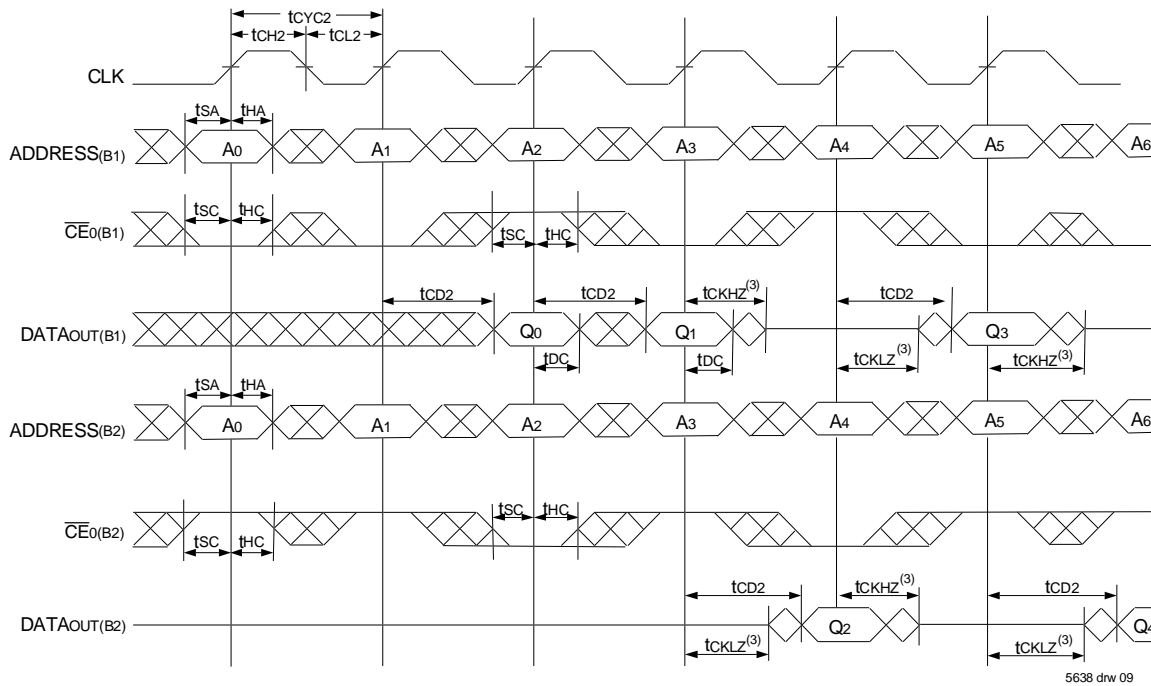 tCYC2
tCH2 tCL2
CLK
tSA tHA
ADDRESS(B1) A0 A1 A2 A3 A4 A5 A6
tSC tHC
CE0(B1)
tSC tHC
tCD2 tCD2 tCKHZ(3) tCD2
DATAOUT(B1) Q0 Q1 Q3
tDC tDC tCKLZ(3) tCKHZ(3)
tSA tHA
ADDRESS(B2) A0 A1 A2 A3 A4 A5 A6
tSC tHC
CE0(B2)
tSC tHC
tCD2 tCKHZ(3) tCD2
DATAOUT(B2) Q2 Q4
tCKLZ(3) tCKLZ(3)
5638 drw 09